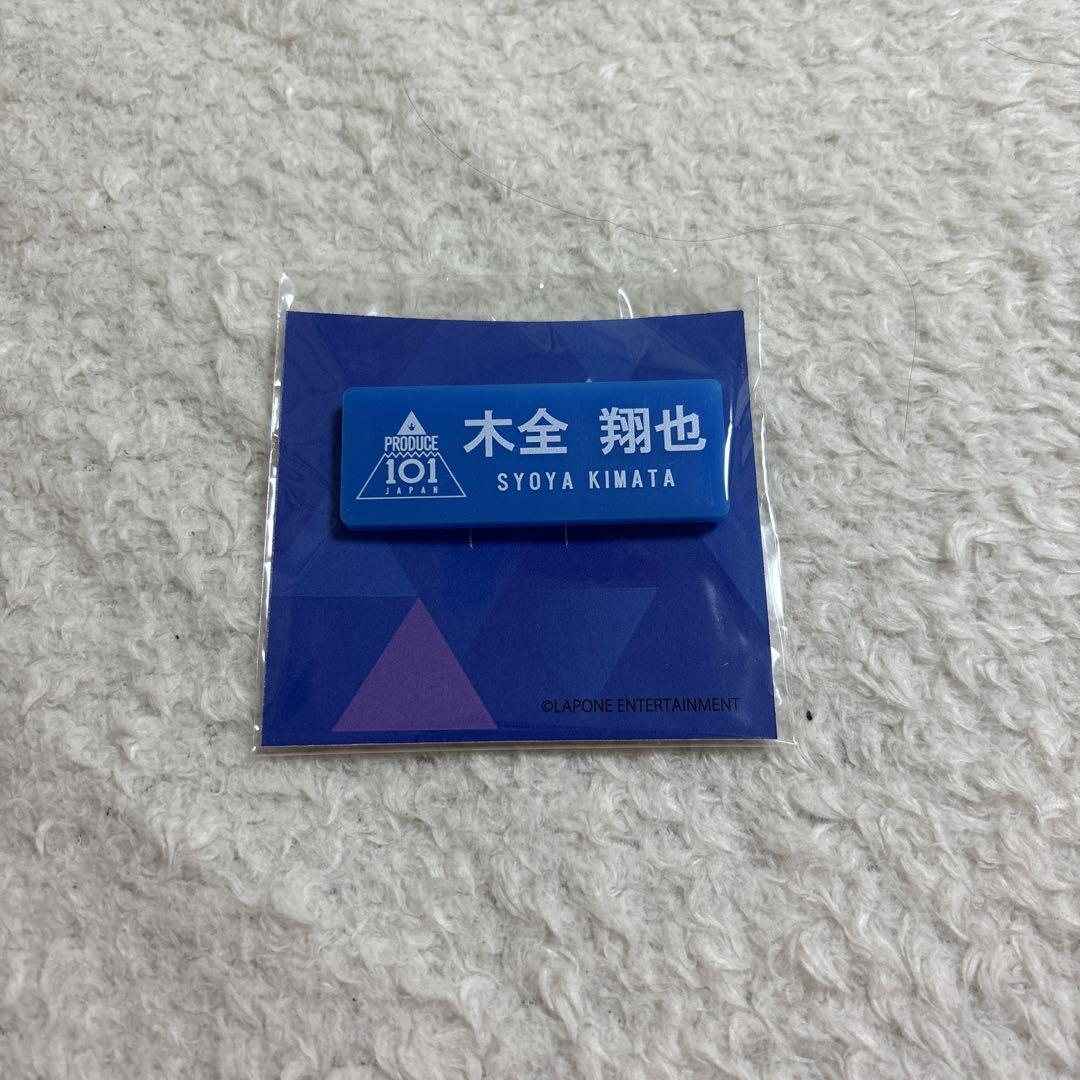 PRODUCE
101
JAPAN
木全 翔也
SYOYA KIMATA
©LAPONE ENTERTAINMENT